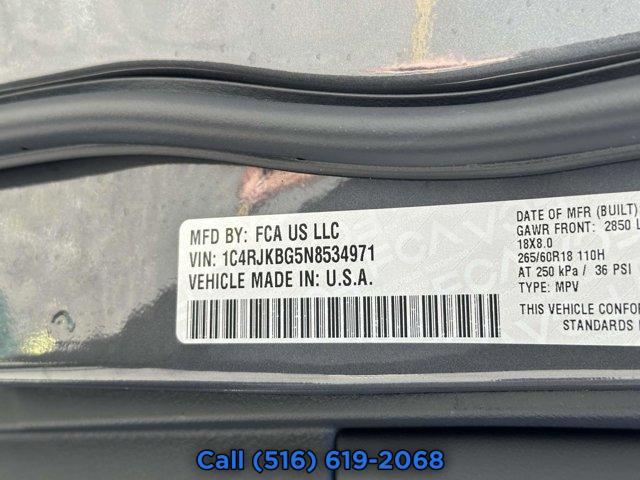 MFD BY: FCA US LLC
VIN: 1C4RJKBG5N8534971
VEHICLE MADE IN: U.S.A.
DATE OF MFR (BUILT)
GAWR FRONT: 2850 L
18X8.0
265/60R18 110H
AT 250 kPa / 36 PSI
TYPE: MPV
THIS VEHICLE CONFO
STANDARDS
Call (516) 619-2068